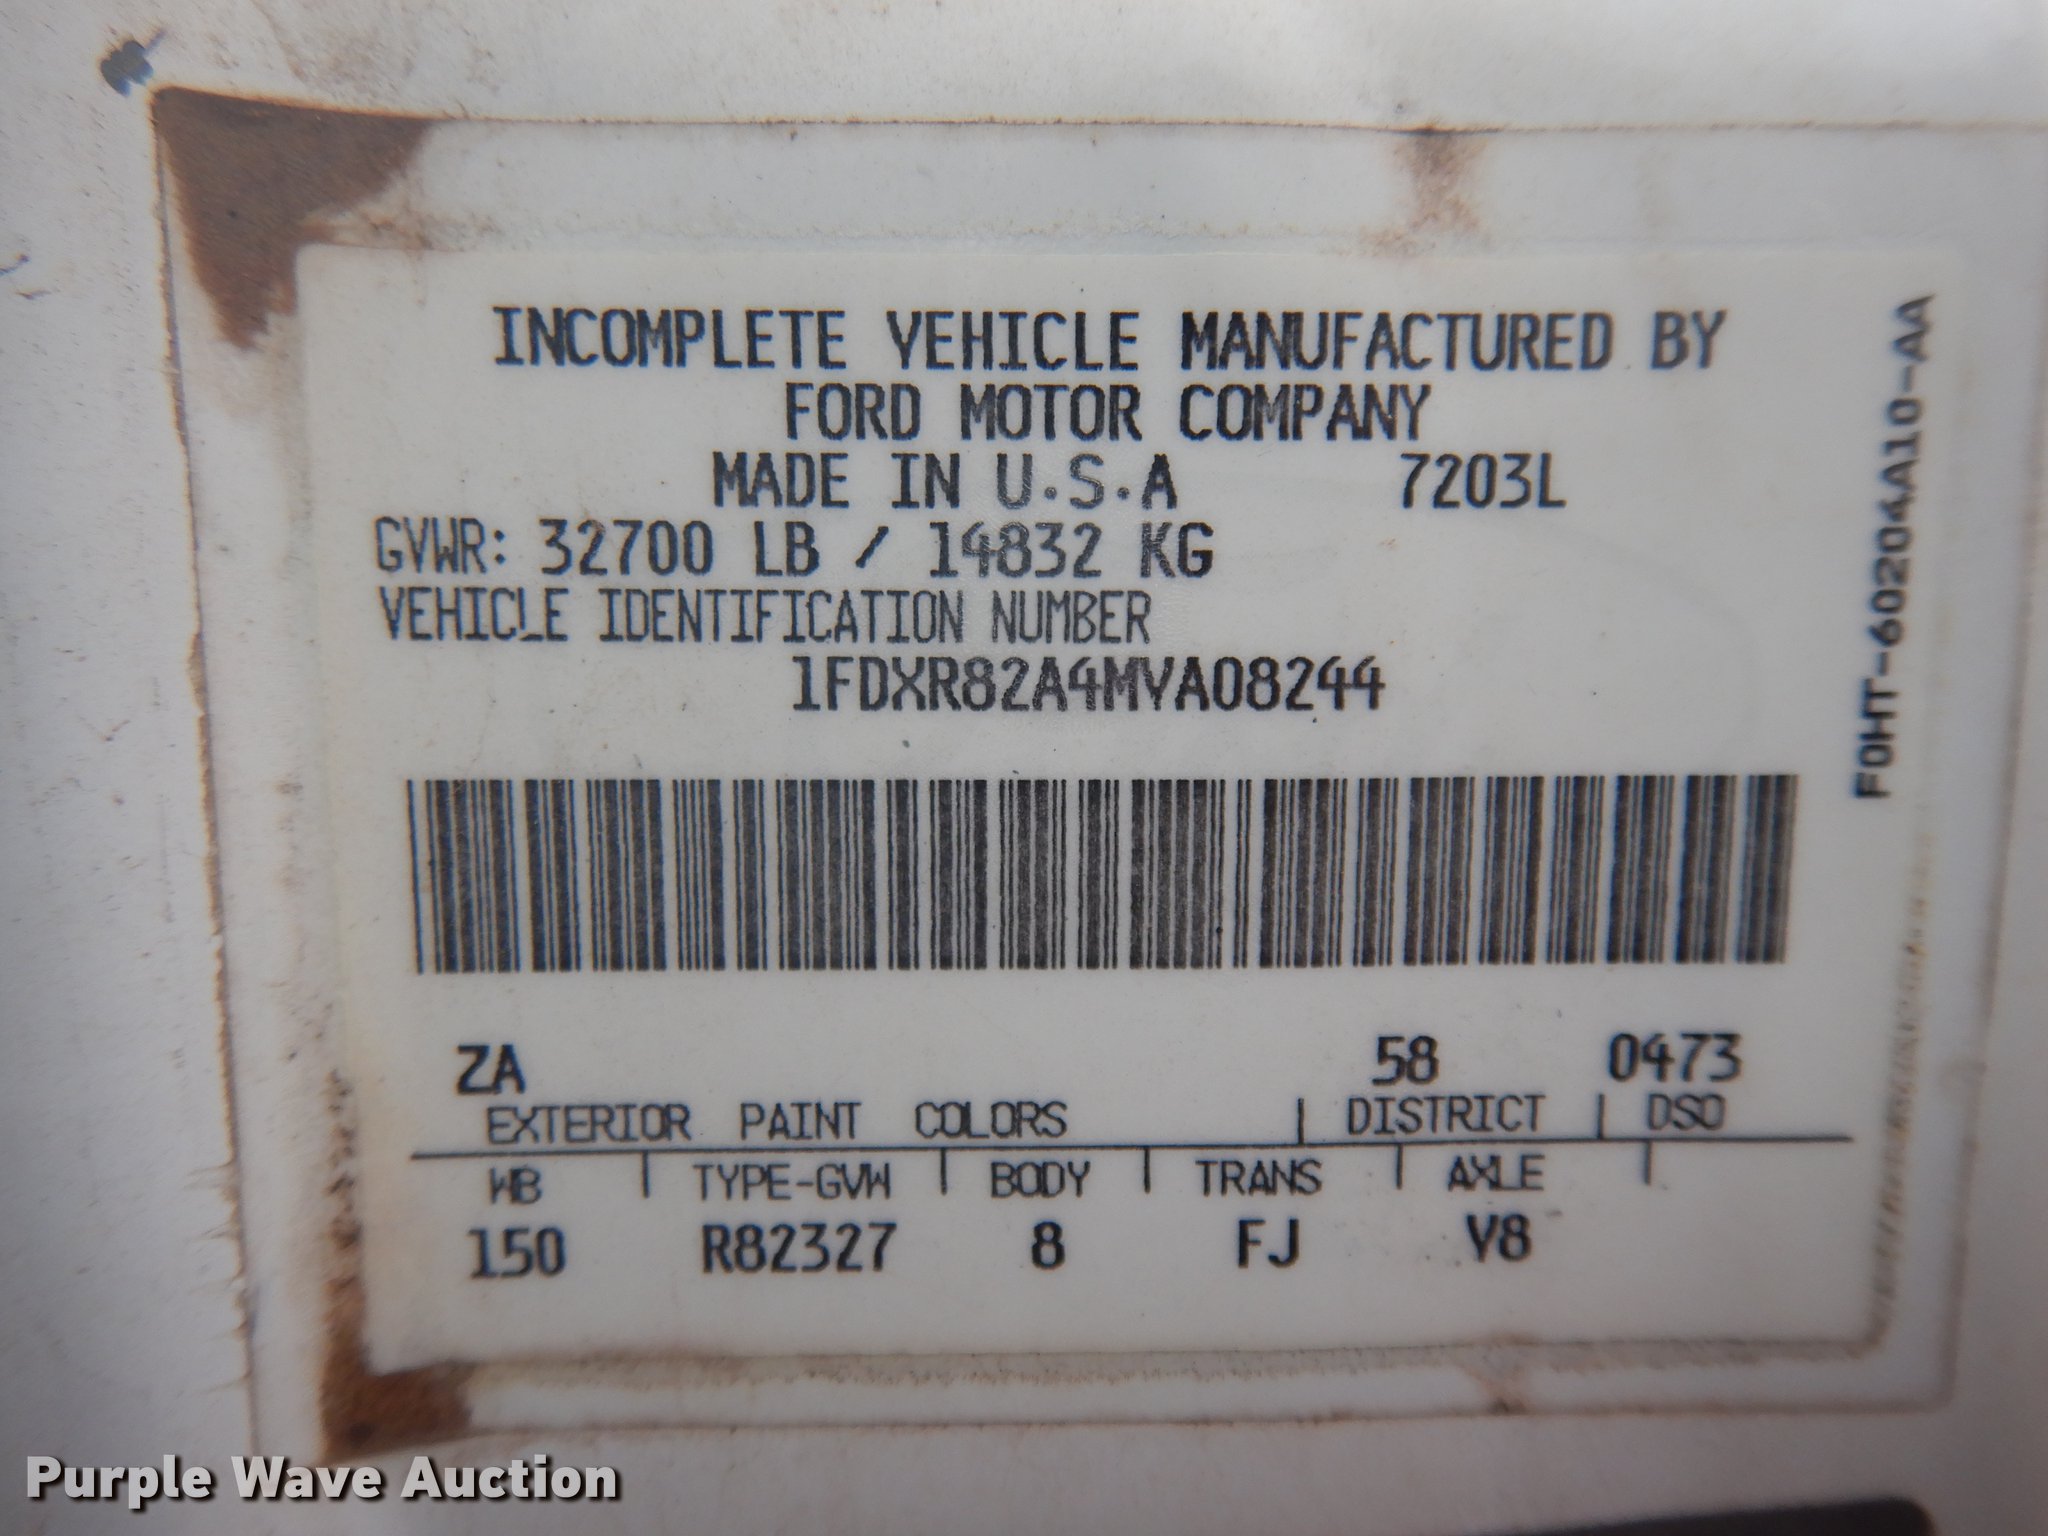 INCOMPLETE VEHICLE MANUFACTURED BY
FORD MOTOR COMPANY
MADE IN U.S.A 7203L
GVWR: 32700 LB / 14832 KG
VEHICLE IDENTIFICATION NUMBER
1FDXR82A4MVA08244
F0HT-60204A10-AA
ZA 58 0473
EXTERIOR PAINT COLORS | DISTRICT | DSO
WB | TYPE-GVW | BODY | TRANS | AXLE |
150 R82327 8 FJ V8
Purple Wave Auction